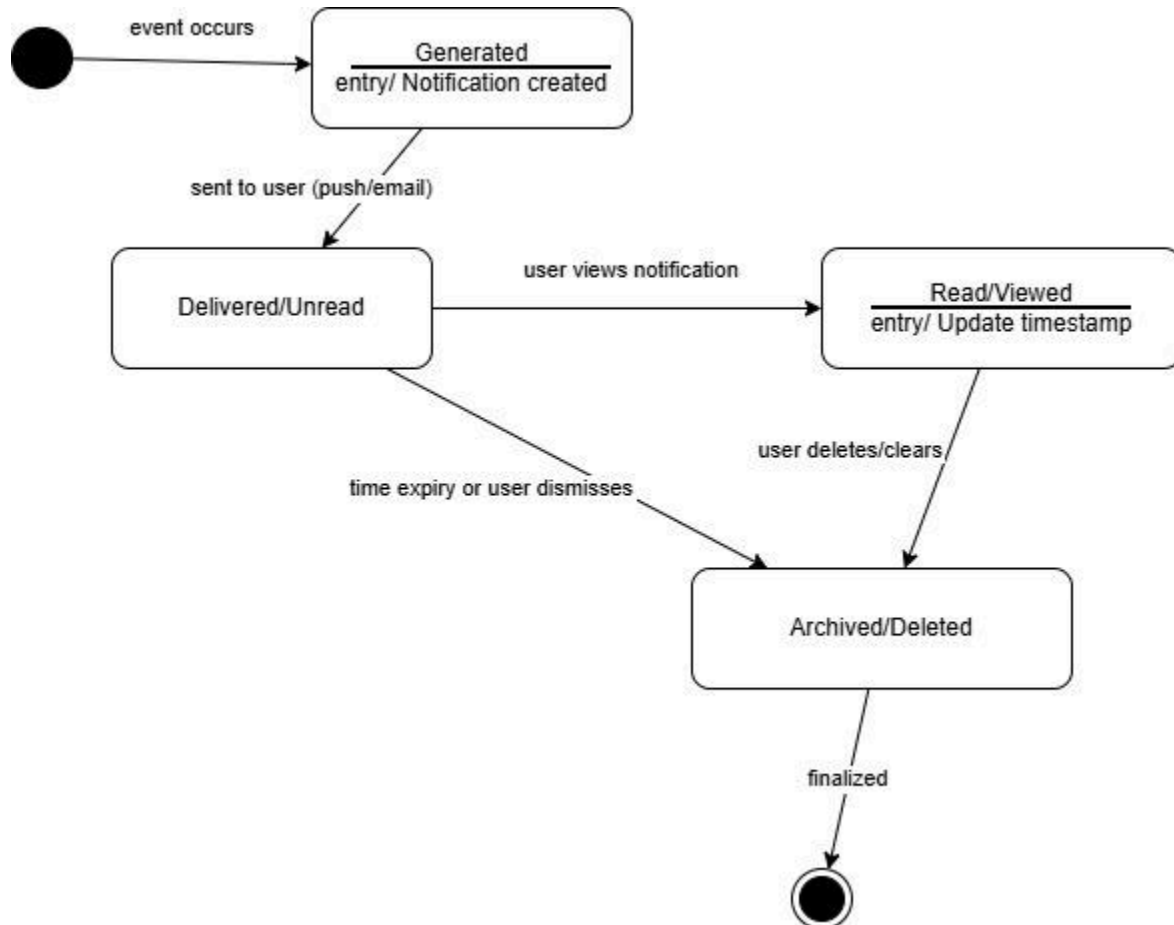 event occurs
Generated
entry/ Notification created
sent to user (push/email)
Delivered/Unread
user views notification
Read/Viewed
entry/ Update timestamp
user deletes/clears
time expiry or user dismisses
Archived/Deleted
finalized